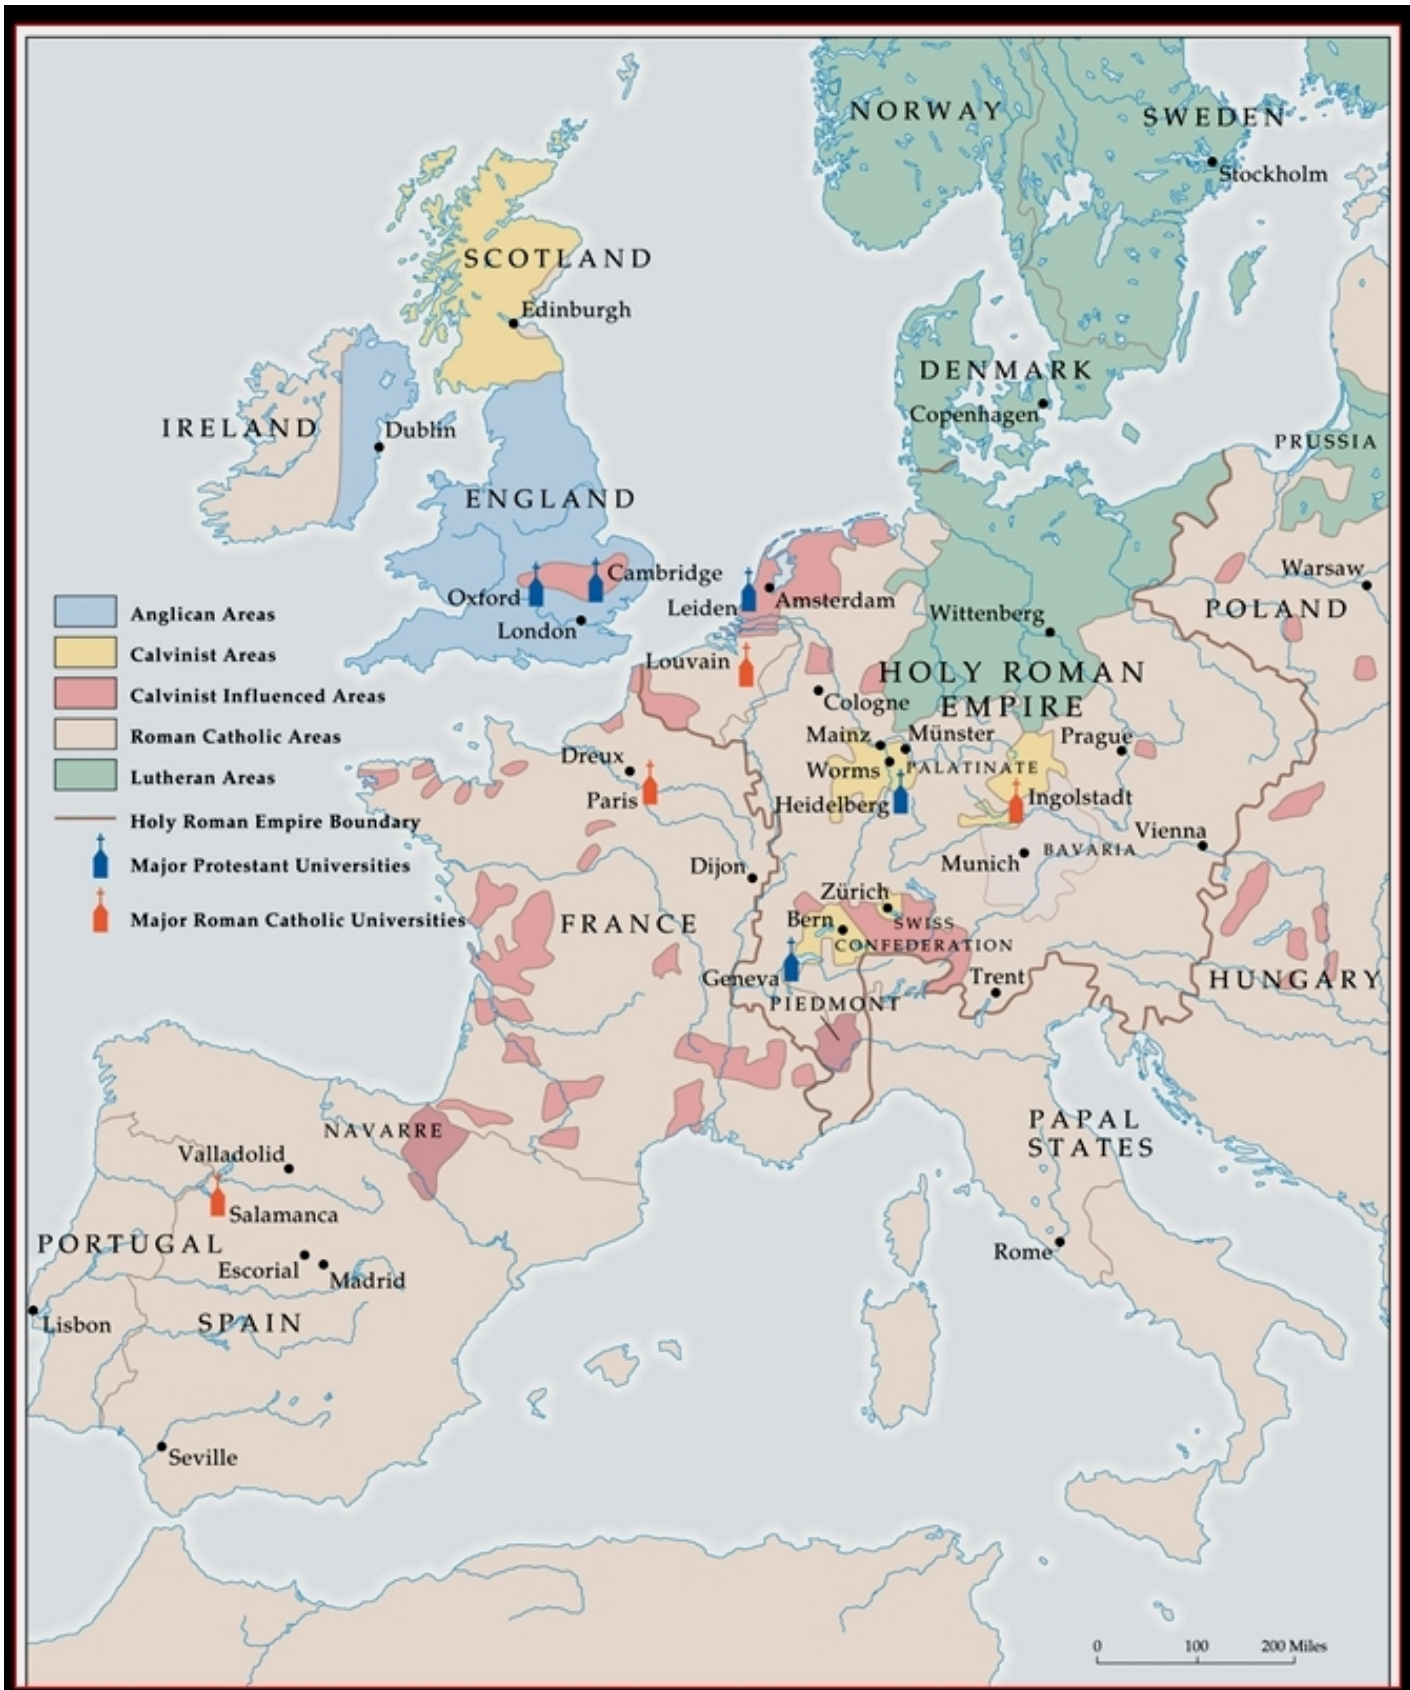 NORWAY
SWEDEN
Stockholm
SCOTLAND
Edinburgh
DENMARK
Copenhagen
IRELAND
Dublin
PRUSSIA
ENGLAND
Cambridge
Oxford
London
Leiden
Amsterdam
Warsaw
POLAND
Wittenberg
Louvain
HOLY ROMAN
EMPIRE
Cologne
Mainz
Münster
Prague
Worms
PALATINATE
Heidelberg
Ingolstadt
Dreux
Paris
Vienna
Munich
BAVARIA
Dijon
Zürich
Bern
SWISS
CONFEDERATION
FRANCE
Geneva
Trent
HUNGARY
PIEDMONT
Anglican Areas
Calvinist Areas
Calvinist Influenced Areas
Roman Catholic Areas
Lutheran Areas
Holy Roman Empire Boundary
Major Protestant Universities
Major Roman Catholic Universities
NAVARRE
PAPAL
STATES
Valladolid
Salamanca
PORTUGAL
Escorial
Madrid
Rome
Lisbon
SPAIN
Seville
0 100 200 Miles